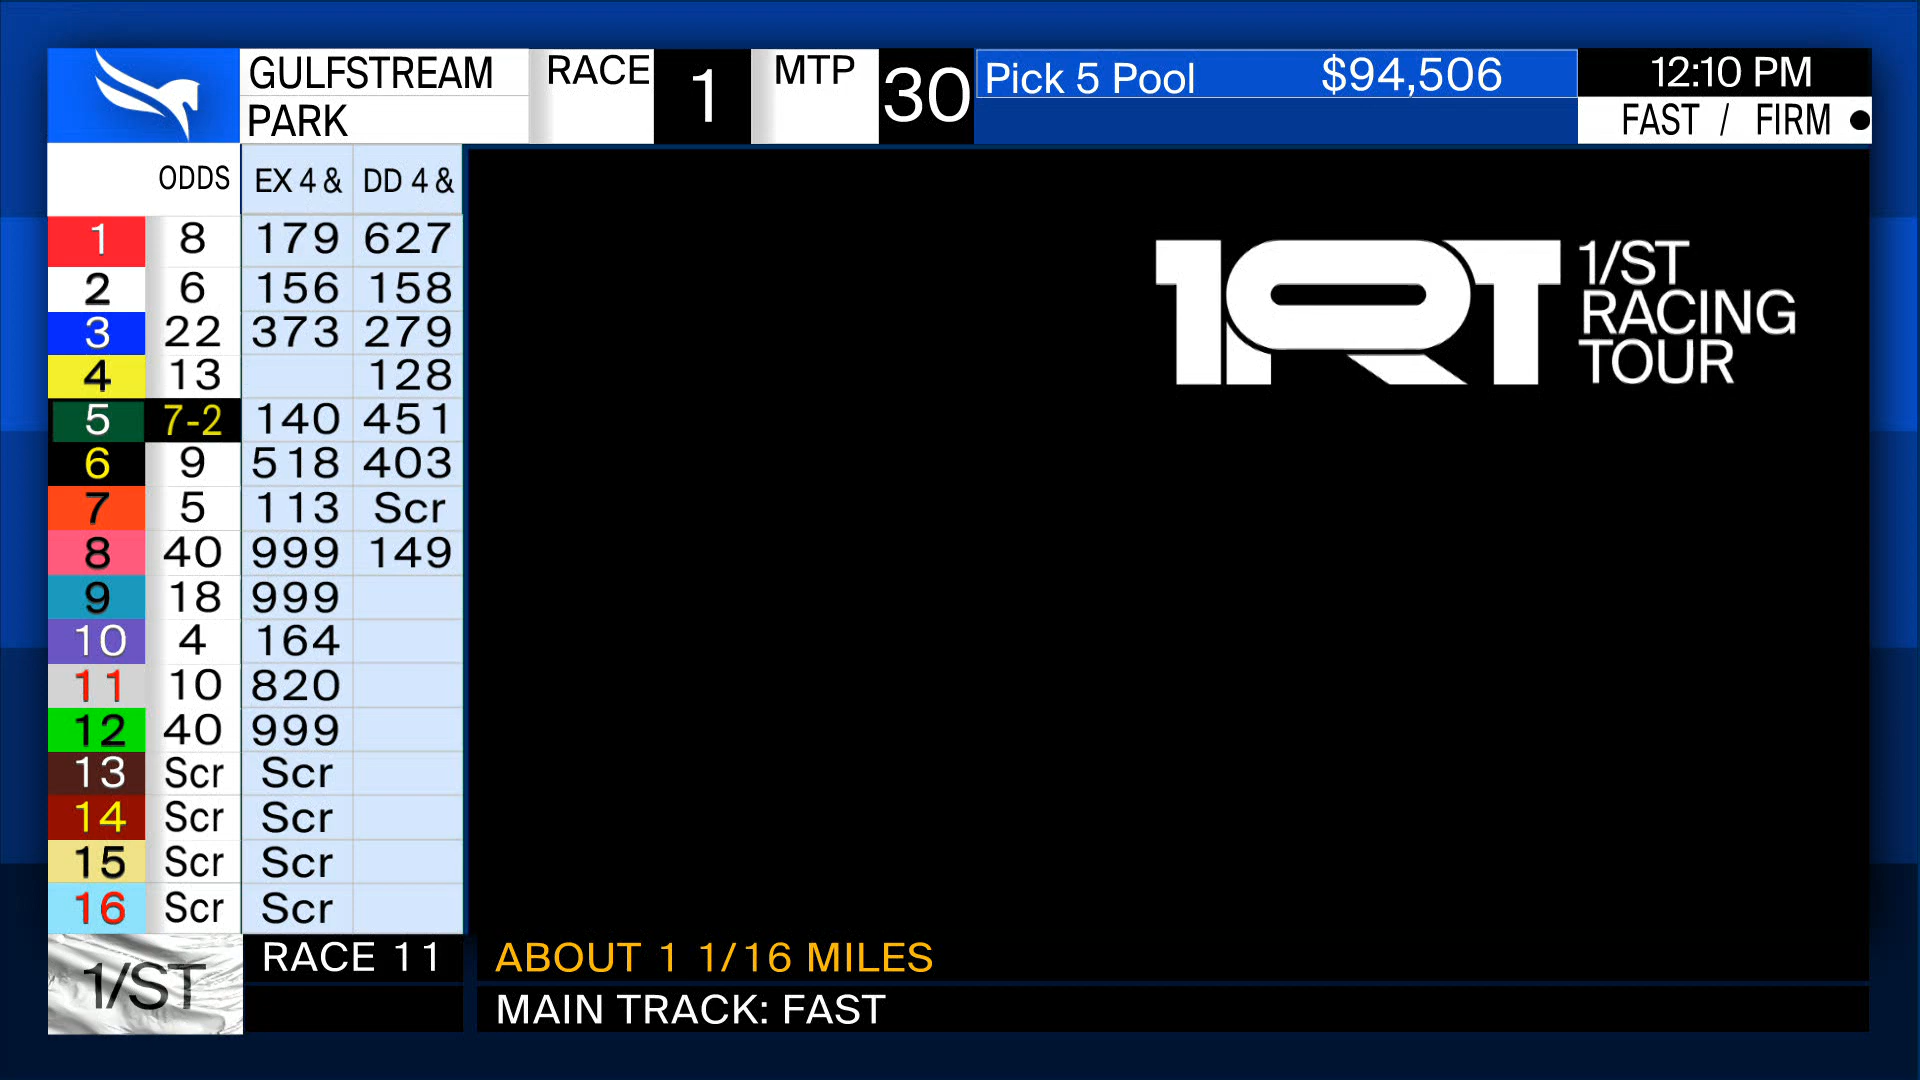 GULFSTREAM PARK RACE 1 MTP 30 Pick 5 Pool $94,506 12:10 PM
FAST / FIRM
ODDS EX 4 & DD 4 &
1 8 179 627
2 6 156 158
3 22 373 279
4 13 128
5 7-2 140 451
6 9 518 403
7 5 113 Scr
8 40 999 149
9 18 999
10 4 164
11 10 820
12 40 999
13 Scr Scr
14 Scr Scr
15 Scr Scr
16 Scr Scr
1RT 1/ST
RACING
TOUR
1/ST
RACE 11
ABOUT 1 1/16 MILES
MAIN TRACK: FAST